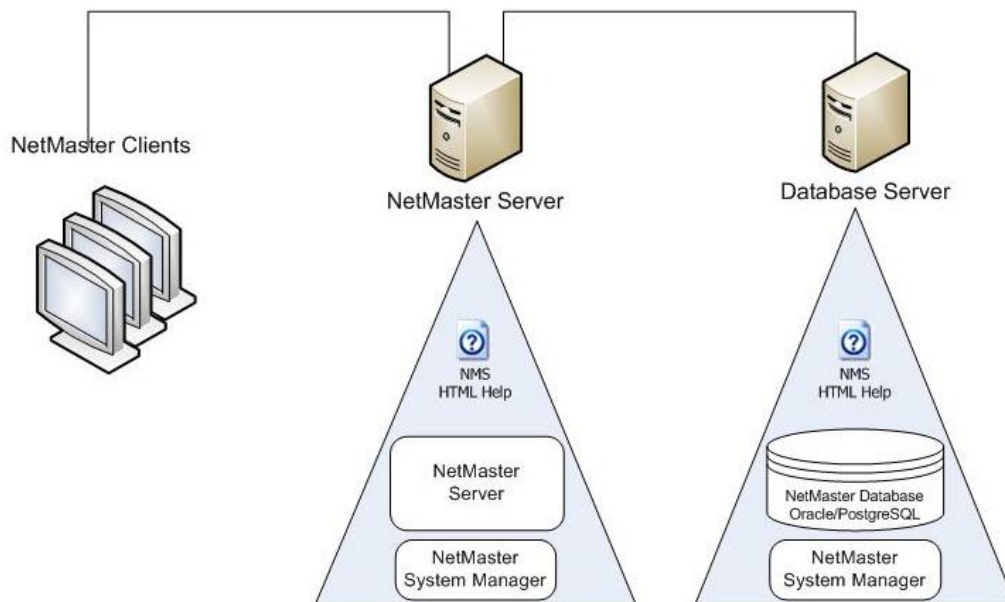 NetMaster Clients
NetMaster Server
Database Server
?
NMS
HTML Help
?
NMS
HTML Help
NetMaster
Server
NetMaster Database
Oracle/PostgreSQL
NetMaster
System Manager
NetMaster
System Manager